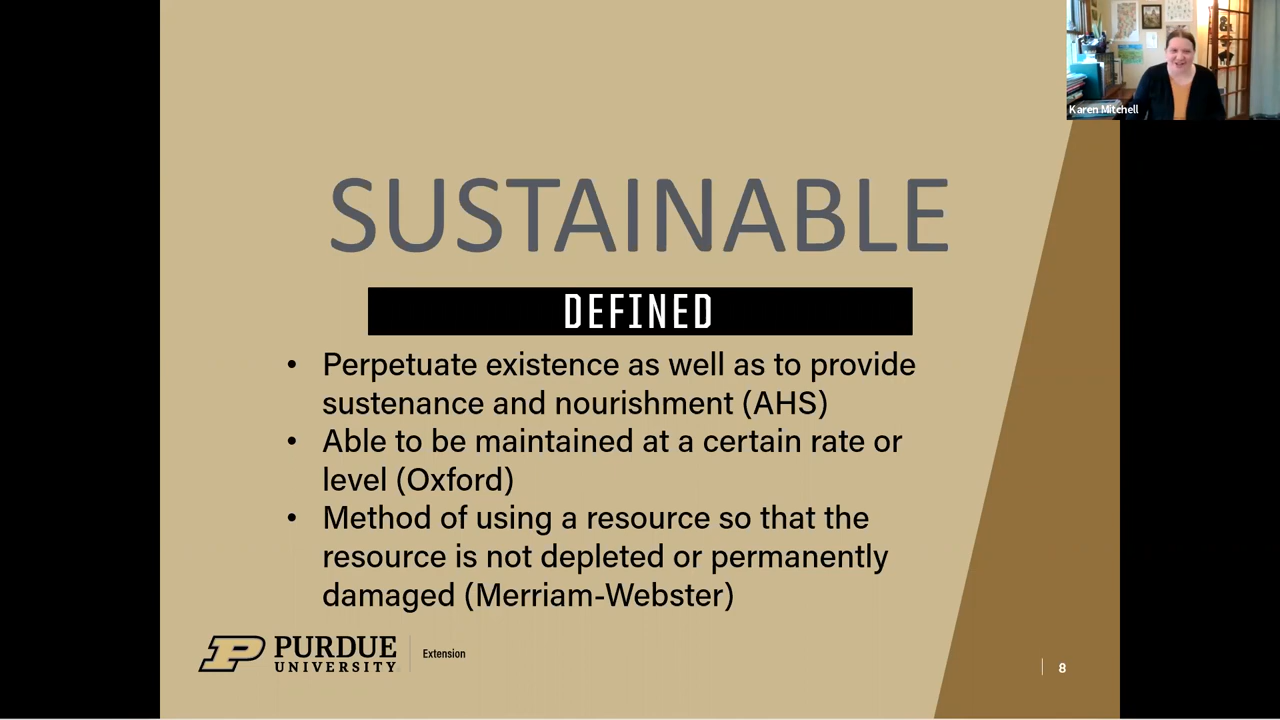 Karen Mitchell
SUSTAINABLE
DEFINED
• Perpetuate existence as well as to provide
sustenance and nourishment (AHS)
• Able to be maintained at a certain rate or
level (Oxford)
• Method of using a resource so that the
resource is not depleted or permanently
damaged (Merriam-Webster)
PURDUE
UNIVERSITY
Extension
8